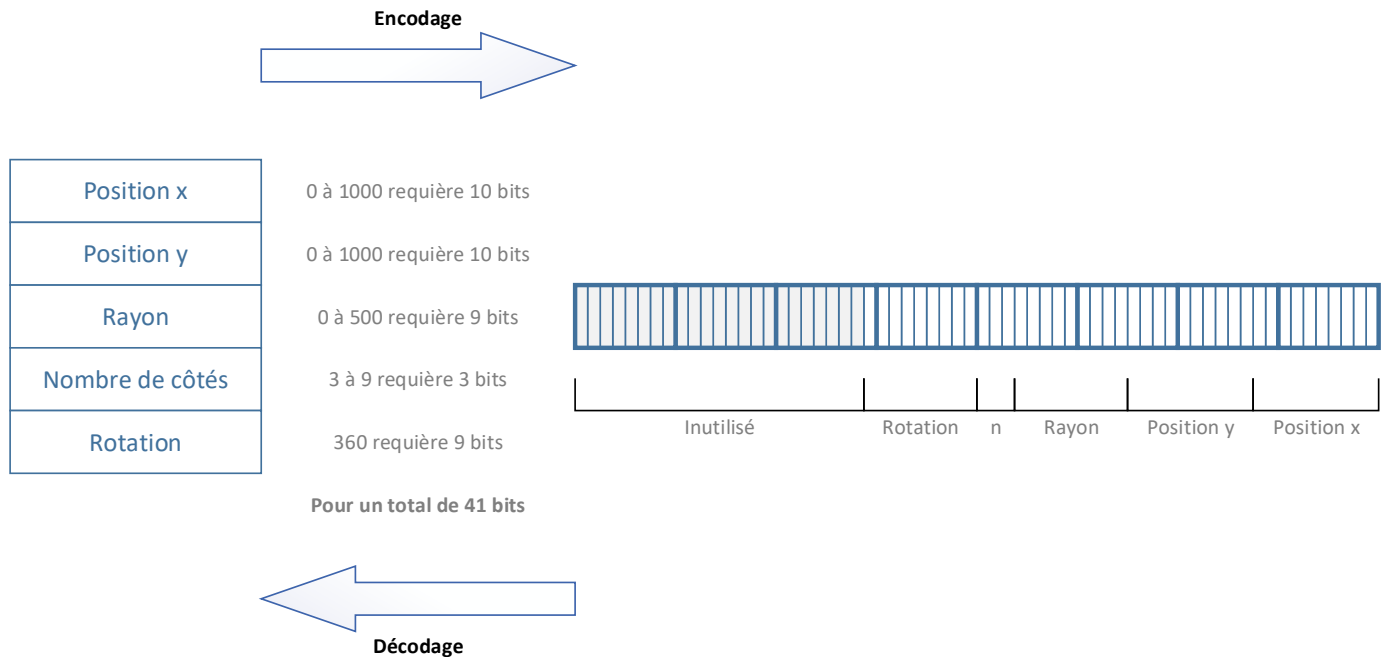 Encodage
Position x
0 à 1000 requière 10 bits
Position y
0 à 1000 requière 10 bits
Rayon
0 à 500 requière 9 bits
Nombre de côtés
3 à 9 requière 3 bits
Rotation
360 requière 9 bits
Pour un total de 41 bits
Inutilisé
Rotation
n
Rayon
Position y
Position x
Décodage